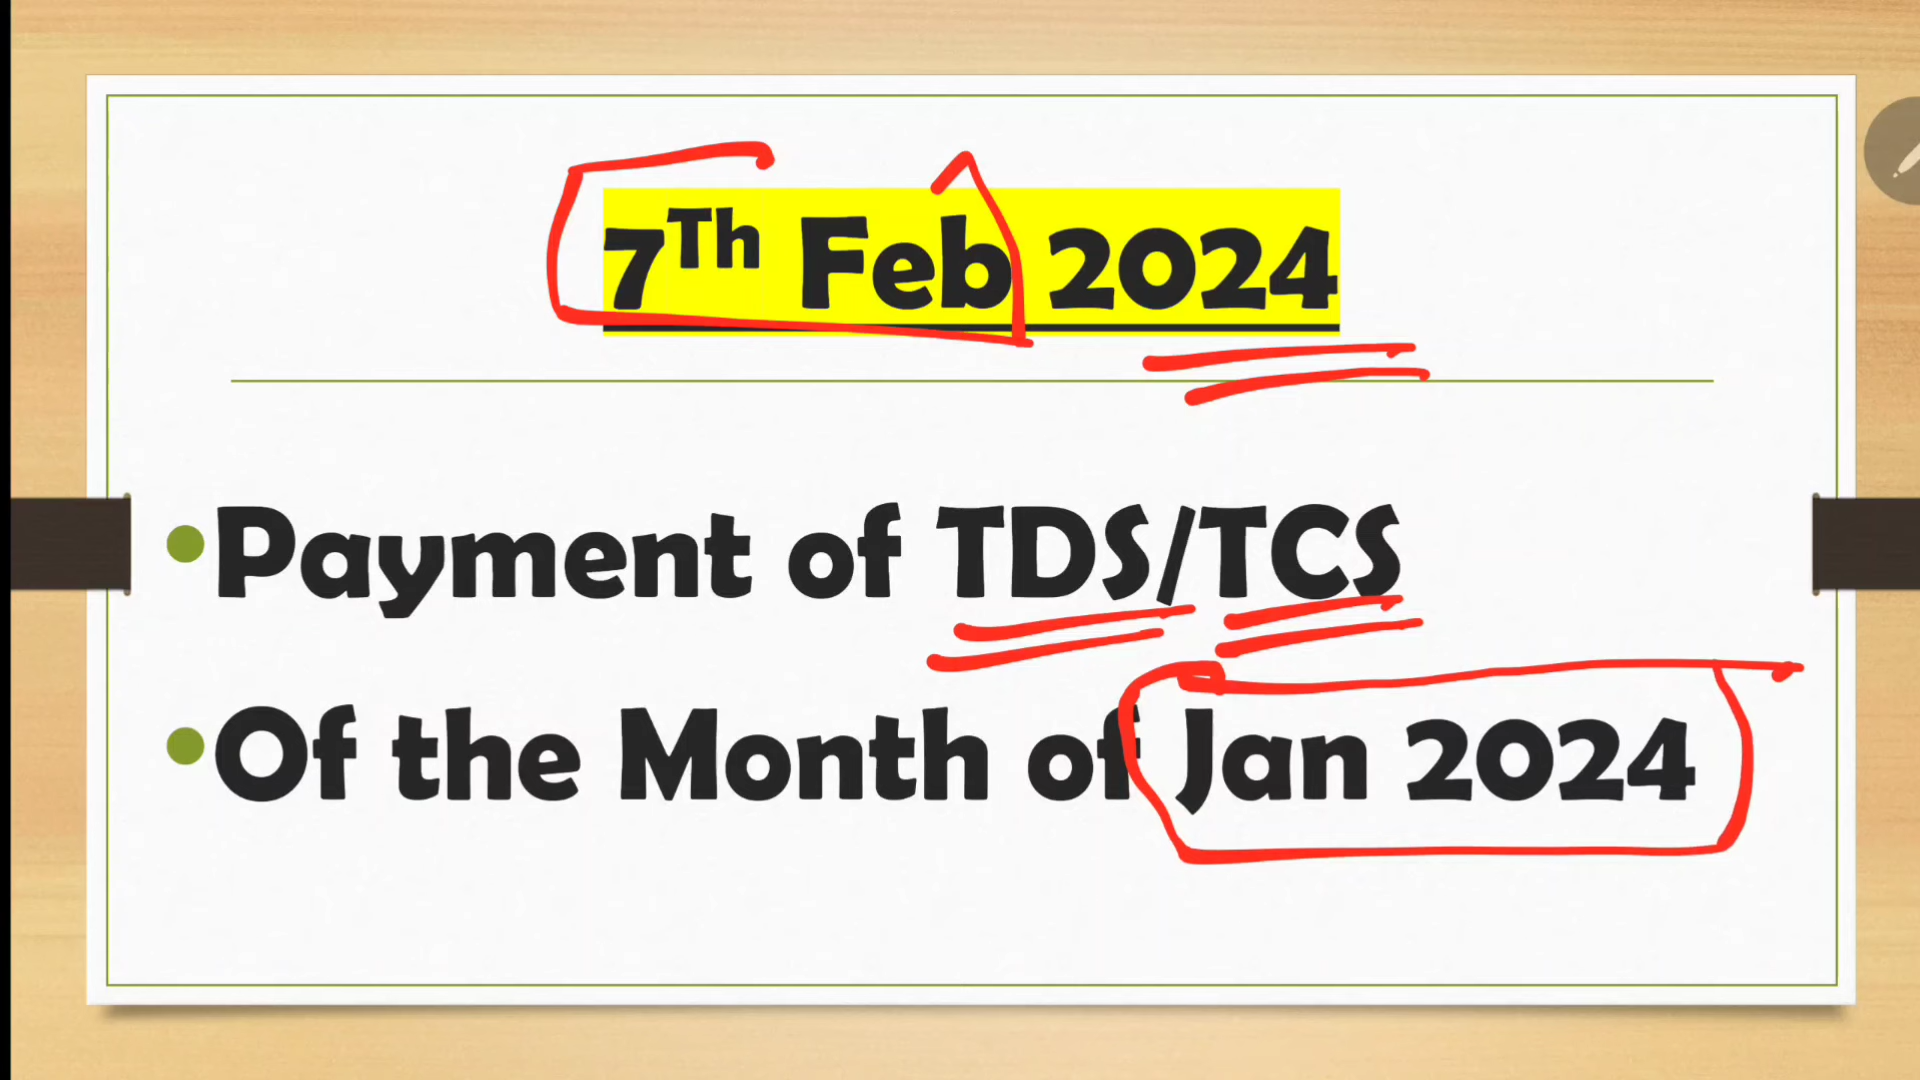 7Th Feb 2024
•Payment of TDS/TCS
•Of the Month of Jan 2024